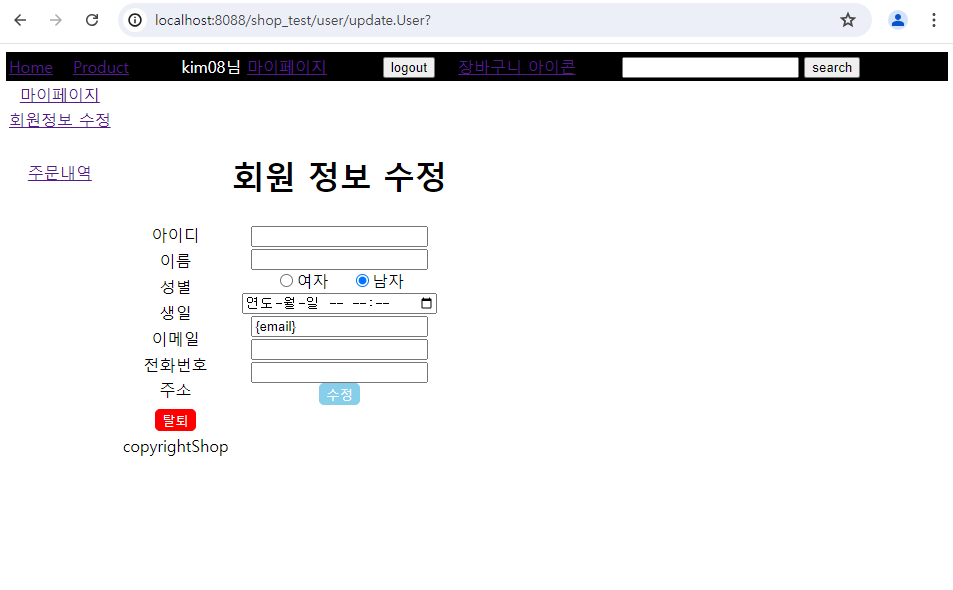 localhost:8088/shop_test/user/update.User?
Home Product kim08님 마이페이지 logout 장바구니 아이콘 search
마이페이지
회원정보 수정
주문내역
회원 정보 수정
아이디
이름
성별 여자 남자
생일 연도-월-일 -- --:--
이메일 {email}
전화번호
주소
수정
탈퇴
copyrightShop